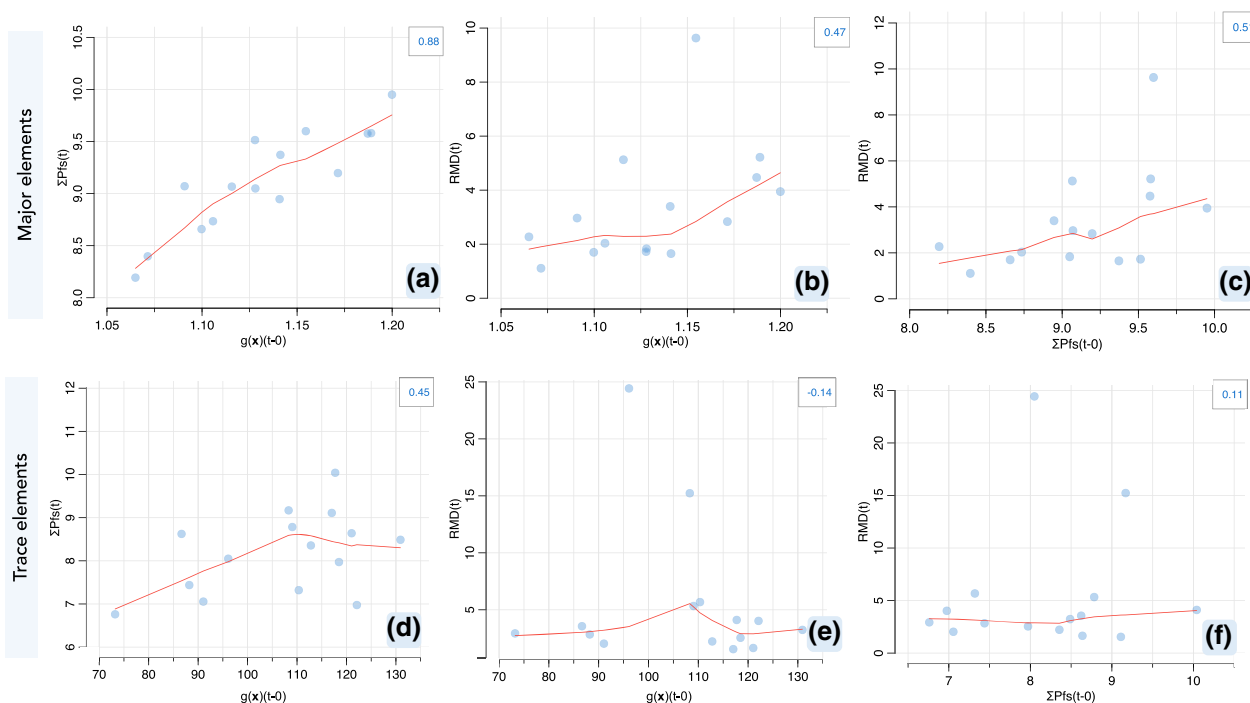 Major elements
ΣPfs(t)
10.5
10.0
9.5
9.0
8.5
8.0
0.88
(a)
1.05 1.10 1.15 1.20
g(x)(t-0)
RMD(t)
10
8
6
4
2
0
0.47
(b)
1.05 1.10 1.15 1.20
g(x)(t-0)
RMD(t)
12
10
8
6
4
2
0
0.51
(c)
8.0 8.5 9.0 9.5 10.0
ΣPfs(t-0)
Trace elements
ΣPfs(t)
12
11
10
9
8
7
6
0.45
(d)
70 80 90 100 110 120 130
g(x)(t-0)
RMD(t)
25
20
15
10
5
-0.14
(e)
70 80 90 100 110 120 130
g(x)(t-0)
RMD(t)
25
20
15
10
5
0
0.11
(f)
7 8 9 10
ΣPfs(t-0)